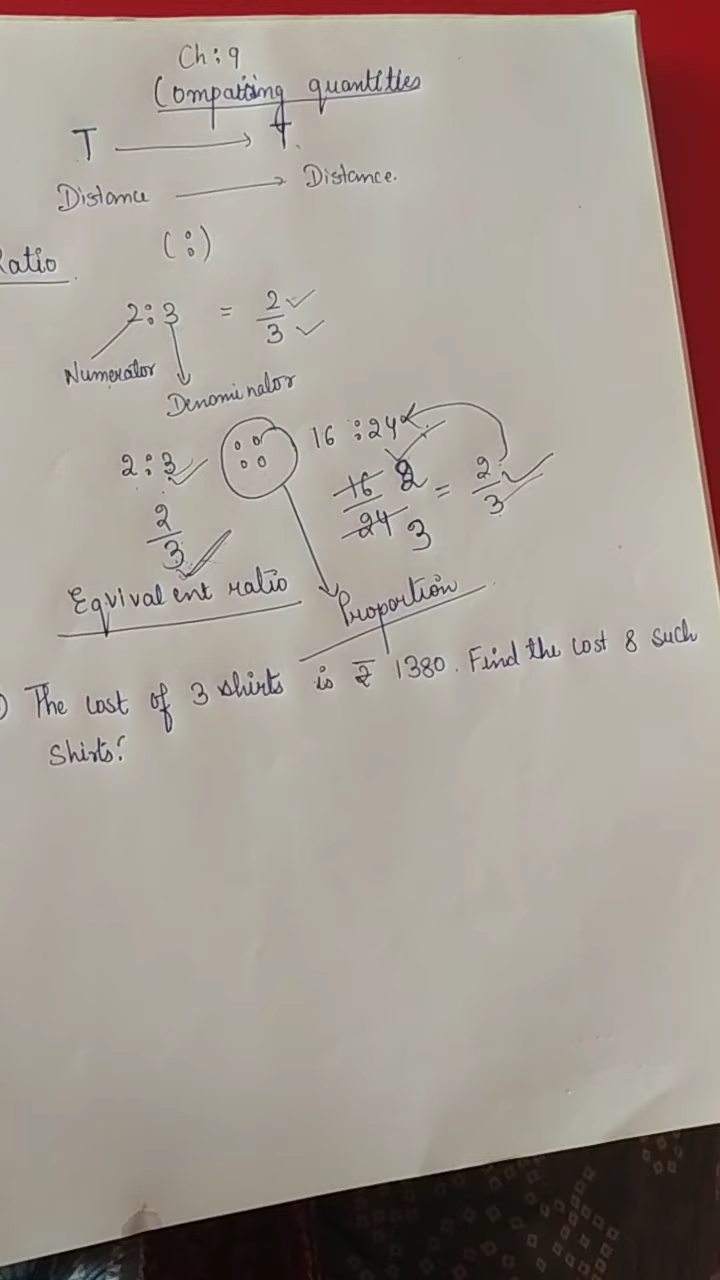 Ch: 9
Comparing quantities
T → T.
Distance → Distance.
Ratio (:)
2:3 = 2/3
Numerator
Denominator
2:3 :: 16:24
2/3 16/24 2/3 = 2/3
Equivalent ratio
Proportion
) The cost of 3 shirts is ₹ 1380. Find the cost 8 such
shirts?